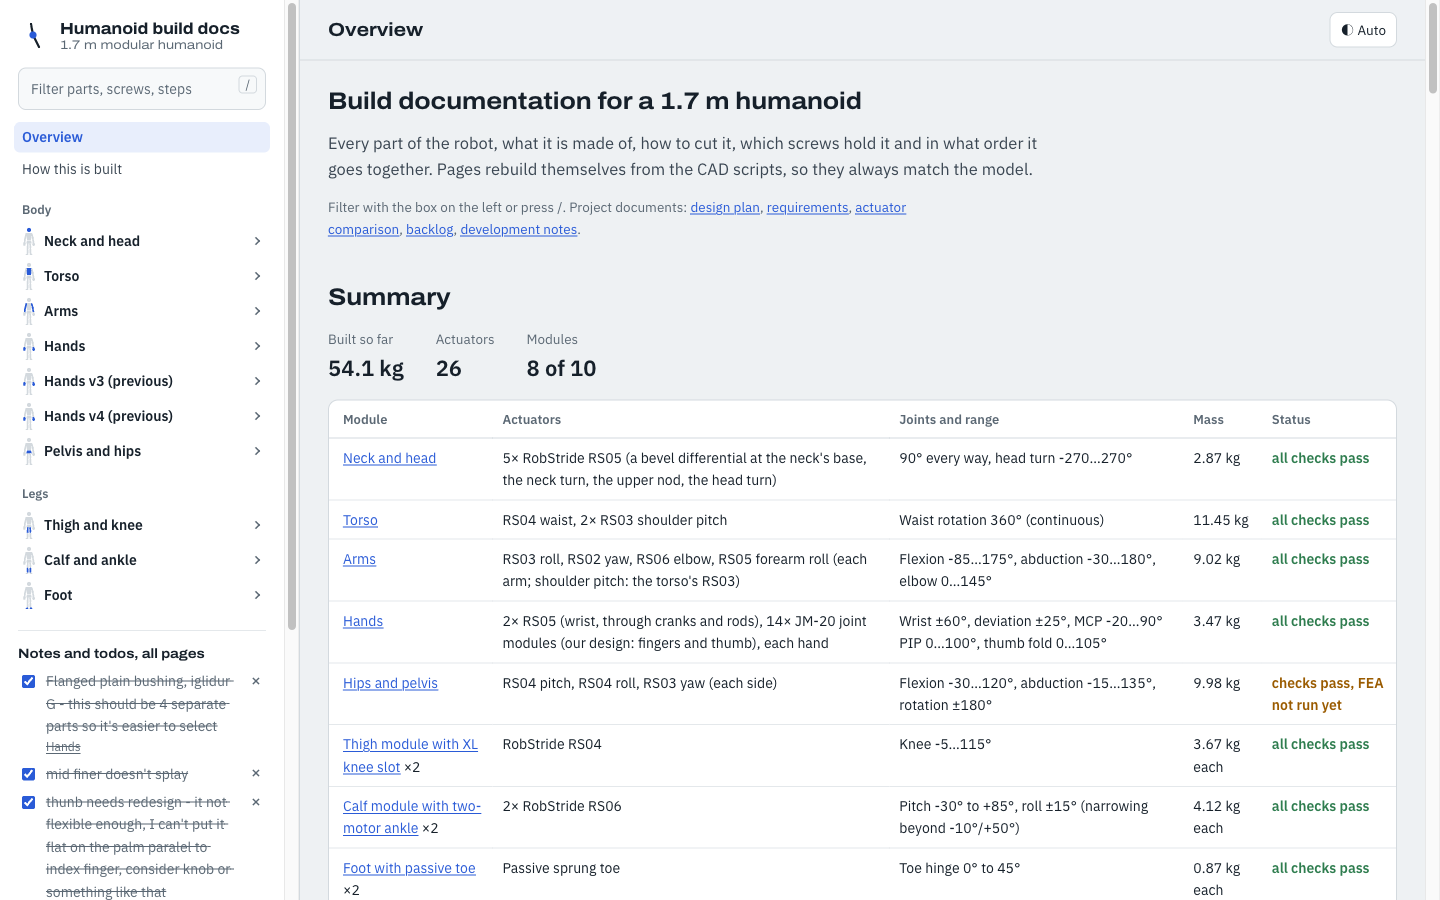 Humanoid build docs
1.7 m modular humanoid
Filter parts, screws, steps
/
Overview
How this is built
Body
Neck and head
Torso
Arms
Hands
Hands v3 (previous)
Hands v4 (previous)
Pelvis and hips
Legs
Thigh and knee
Calf and ankle
Foot
Notes and todos, all pages
Flanged plain bushing, iglidur
G - this should be 4 separate
parts so it's easier to select
Hands
mid finer doesn't splay
thunb needs redesign - it not
flexible enough, I can't put it
flat on the palm paralel to
index finger, consider knob or
something like that
Overview
Auto
Build documentation for a 1.7 m humanoid
Every part of the robot, what it is made of, how to cut it, which screws hold it and in what order it
goes together. Pages rebuild themselves from the CAD scripts, so they always match the model.
Filter with the box on the left or press /. Project documents: design plan, requirements, actuator
comparison, backlog, development notes.
Summary
Built so far Actuators Modules
54.1 kg 26 8 of 10
Module Actuators Joints and range Mass Status
Neck and head 5× RobStride RS05 (a bevel differential at the neck's base, 90° every way, head turn -270...270° 2.87 kg all checks pass
the neck turn, the upper nod, the head turn)
Torso RS04 waist, 2× RS03 shoulder pitch Waist rotation 360° (continuous) 11.45 kg all checks pass
Arms RS03 roll, RS02 yaw, RS06 elbow, RS05 forearm roll (each Flexion -85...175°, abduction -30...180°, 9.02 kg all checks pass
arm; shoulder pitch: the torso's RS03) elbow 0...145°
Hands 2× RS05 (wrist, through cranks and rods), 14× JM-20 joint Wrist ±60°, deviation ±25°, MCP -20...90° 3.47 kg all checks pass
modules (our design: fingers and thumb), each hand PIP 0...100°, thumb fold 0...105°
Hips and pelvis RS04 pitch, RS04 roll, RS03 yaw (each side) Flexion -30...120°, abduction -15...135°, 9.98 kg checks pass, FEA
rotation ±180° not run yet
Thigh module with XL RobStride RS04 Knee -5...115° 3.67 kg all checks pass
knee slot ×2 each
Calf module with two- 2× RobStride RS06 Pitch -30° to +85°, roll ±15° (narrowing 4.12 kg all checks pass
motor ankle ×2 beyond -10°/+50°) each
Foot with passive toe Passive sprung toe Toe hinge 0° to 45° 0.87 kg all checks pass
×2 each